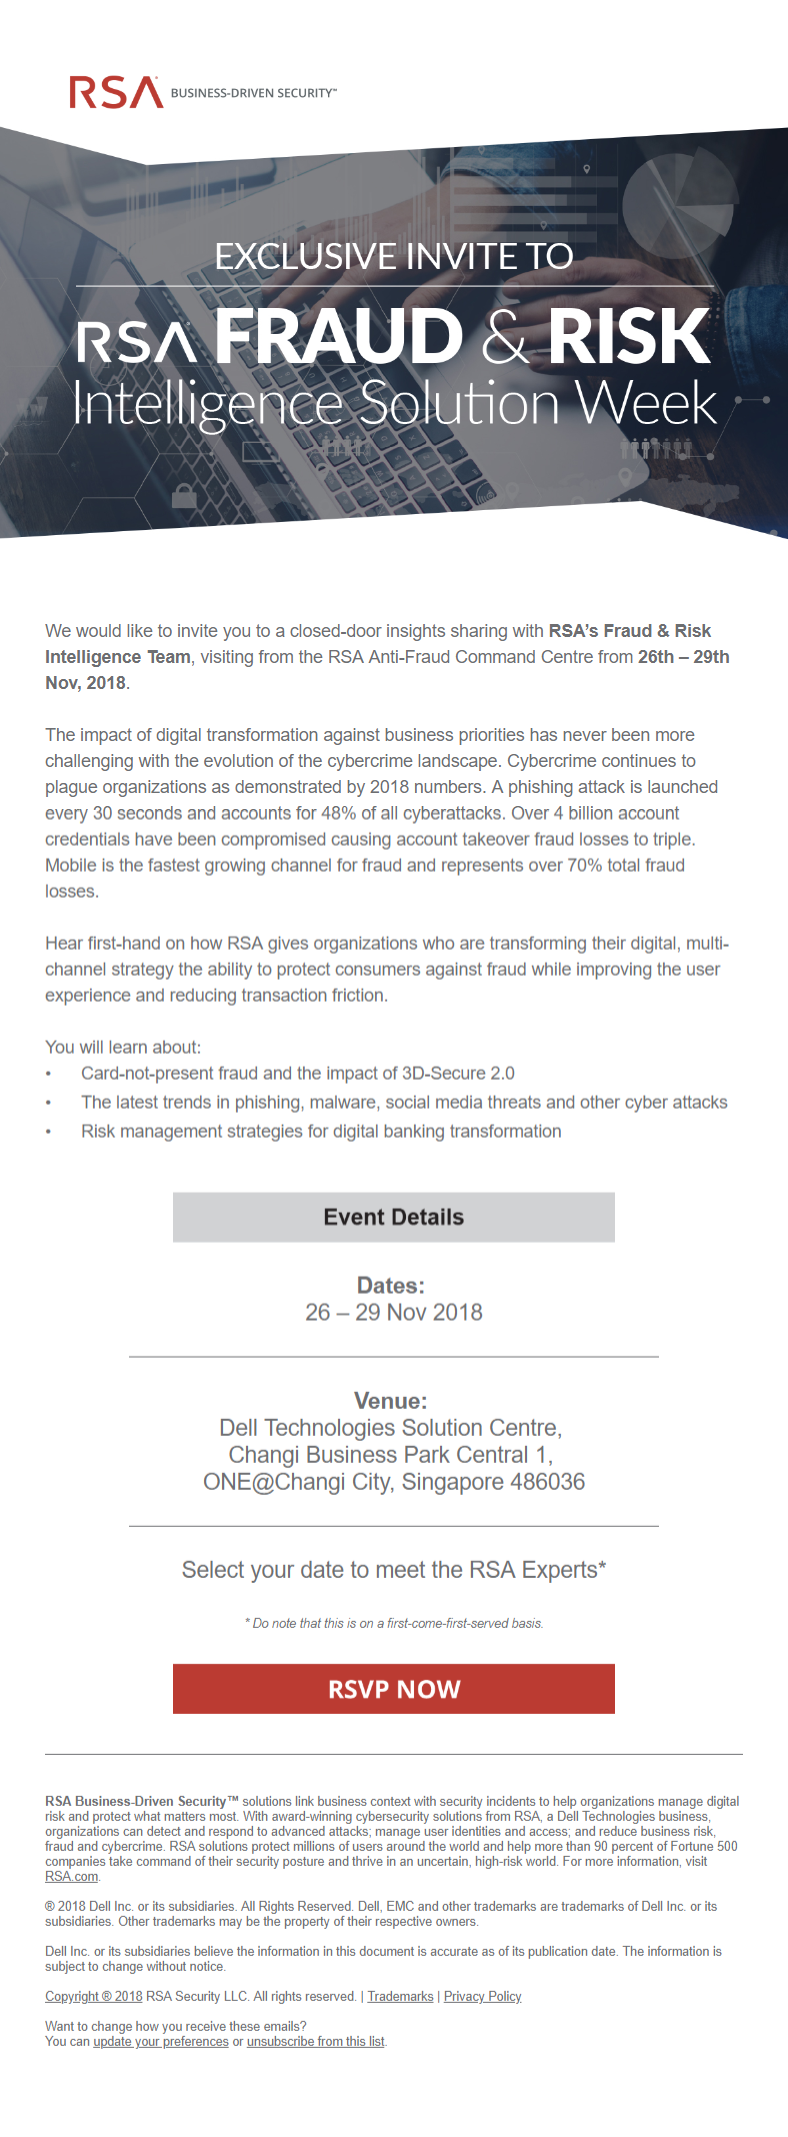 RSA BUSINESS-DRIVEN SECURITY™
EXCLUSIVE INVITE TO
RSA FRAUD & RISK
Intelligence Solution Week
We would like to invite you to a closed-door insights sharing with RSA’s Fraud & Risk
Intelligence Team, visiting from the RSA Anti-Fraud Command Centre from 26th – 29th
Nov, 2018.
The impact of digital transformation against business priorities has never been more
challenging with the evolution of the cybercrime landscape. Cybercrime continues to
plague organizations as demonstrated by 2018 numbers. A phishing attack is launched
every 30 seconds and accounts for 48% of all cyberattacks. Over 4 billion account
credentials have been compromised causing account takeover fraud losses to triple.
Mobile is the fastest growing channel for fraud and represents over 70% total fraud
losses.
Hear first-hand on how RSA gives organizations who are transforming their digital, multi-
channel strategy the ability to protect consumers against fraud while improving the user
experience and reducing transaction friction.
You will learn about:
• Card-not-present fraud and the impact of 3D-Secure 2.0
• The latest trends in phishing, malware, social media threats and other cyber attacks
• Risk management strategies for digital banking transformation
Event Details
Dates:
26 – 29 Nov 2018
Venue:
Dell Technologies Solution Centre,
Changi Business Park Central 1,
ONE@Changi City, Singapore 486036
Select your date to meet the RSA Experts*
* Do note that this is on a first-come-first-served basis.
RSVP NOW
RSA Business-Driven Security™ solutions link business context with security incidents to help organizations manage digital
risk and protect what matters most. With award-winning cybersecurity solutions from RSA, a Dell Technologies business,
organizations can detect and respond to advanced attacks; manage user identities and access; and reduce business risk,
fraud and cybercrime. RSA solutions protect millions of users around the world and help more than 90 percent of Fortune 500
companies take command of their security posture and thrive in an uncertain, high-risk world. For more information, visit
RSA.com.
® 2018 Dell Inc. or its subsidiaries. All Rights Reserved. Dell, EMC and other trademarks are trademarks of Dell Inc. or its
subsidiaries. Other trademarks may be the property of their respective owners.
Dell Inc. or its subsidiaries believe the information in this document is accurate as of its publication date. The information is
subject to change without notice.
Copyright ® 2018 RSA Security LLC. All rights reserved. | Trademarks | Privacy Policy
Want to change how you receive these emails?
You can update your preferences or unsubscribe from this list.